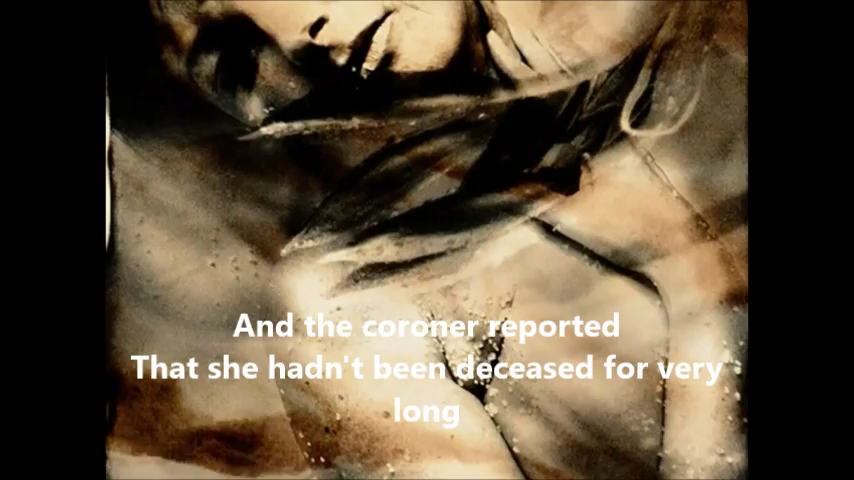 And the coroner reported
That she hadn't been deceased for very
long